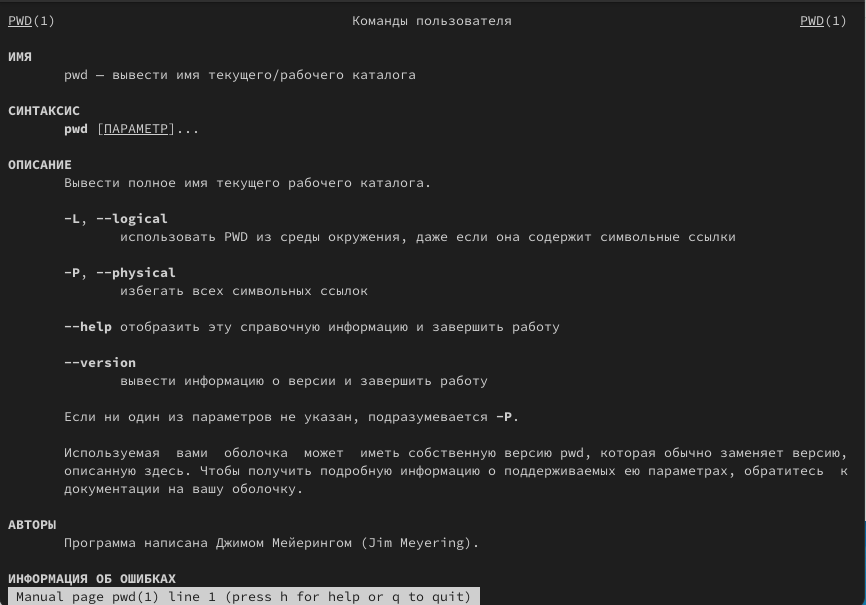 PWD(1) Команды пользователя PWD(1)
ИМЯ
pwd — вывести имя текущего/рабочего каталога
СИНТАКСИС
pwd [ПАРАМЕТР]...
ОПИСАНИЕ
Вывести полное имя текущего рабочего каталога.
-L, --logical
использовать PWD из среды окружения, даже если она содержит символьные ссылки
-P, --physical
избегать всех символьных ссылок
--help отобразить эту справочную информацию и завершить работу
--version
вывести информацию о версии и завершить работу
Если ни один из параметров не указан, подразумевается -P.
Используемая вами оболочка может иметь собственную версию pwd, которая обычно заменяет версию,
описанную здесь. Чтобы получить подробную информацию о поддерживаемых ею параметрах, обратитесь к
документации на вашу оболочку.
АВТОРЫ
Программа написана Джимом Мейерингом (Jim Meyering).
ИНФОРМАЦИЯ ОБ ОШИБКАХ
Manual page pwd(1) line 1 (press h for help or q to quit)